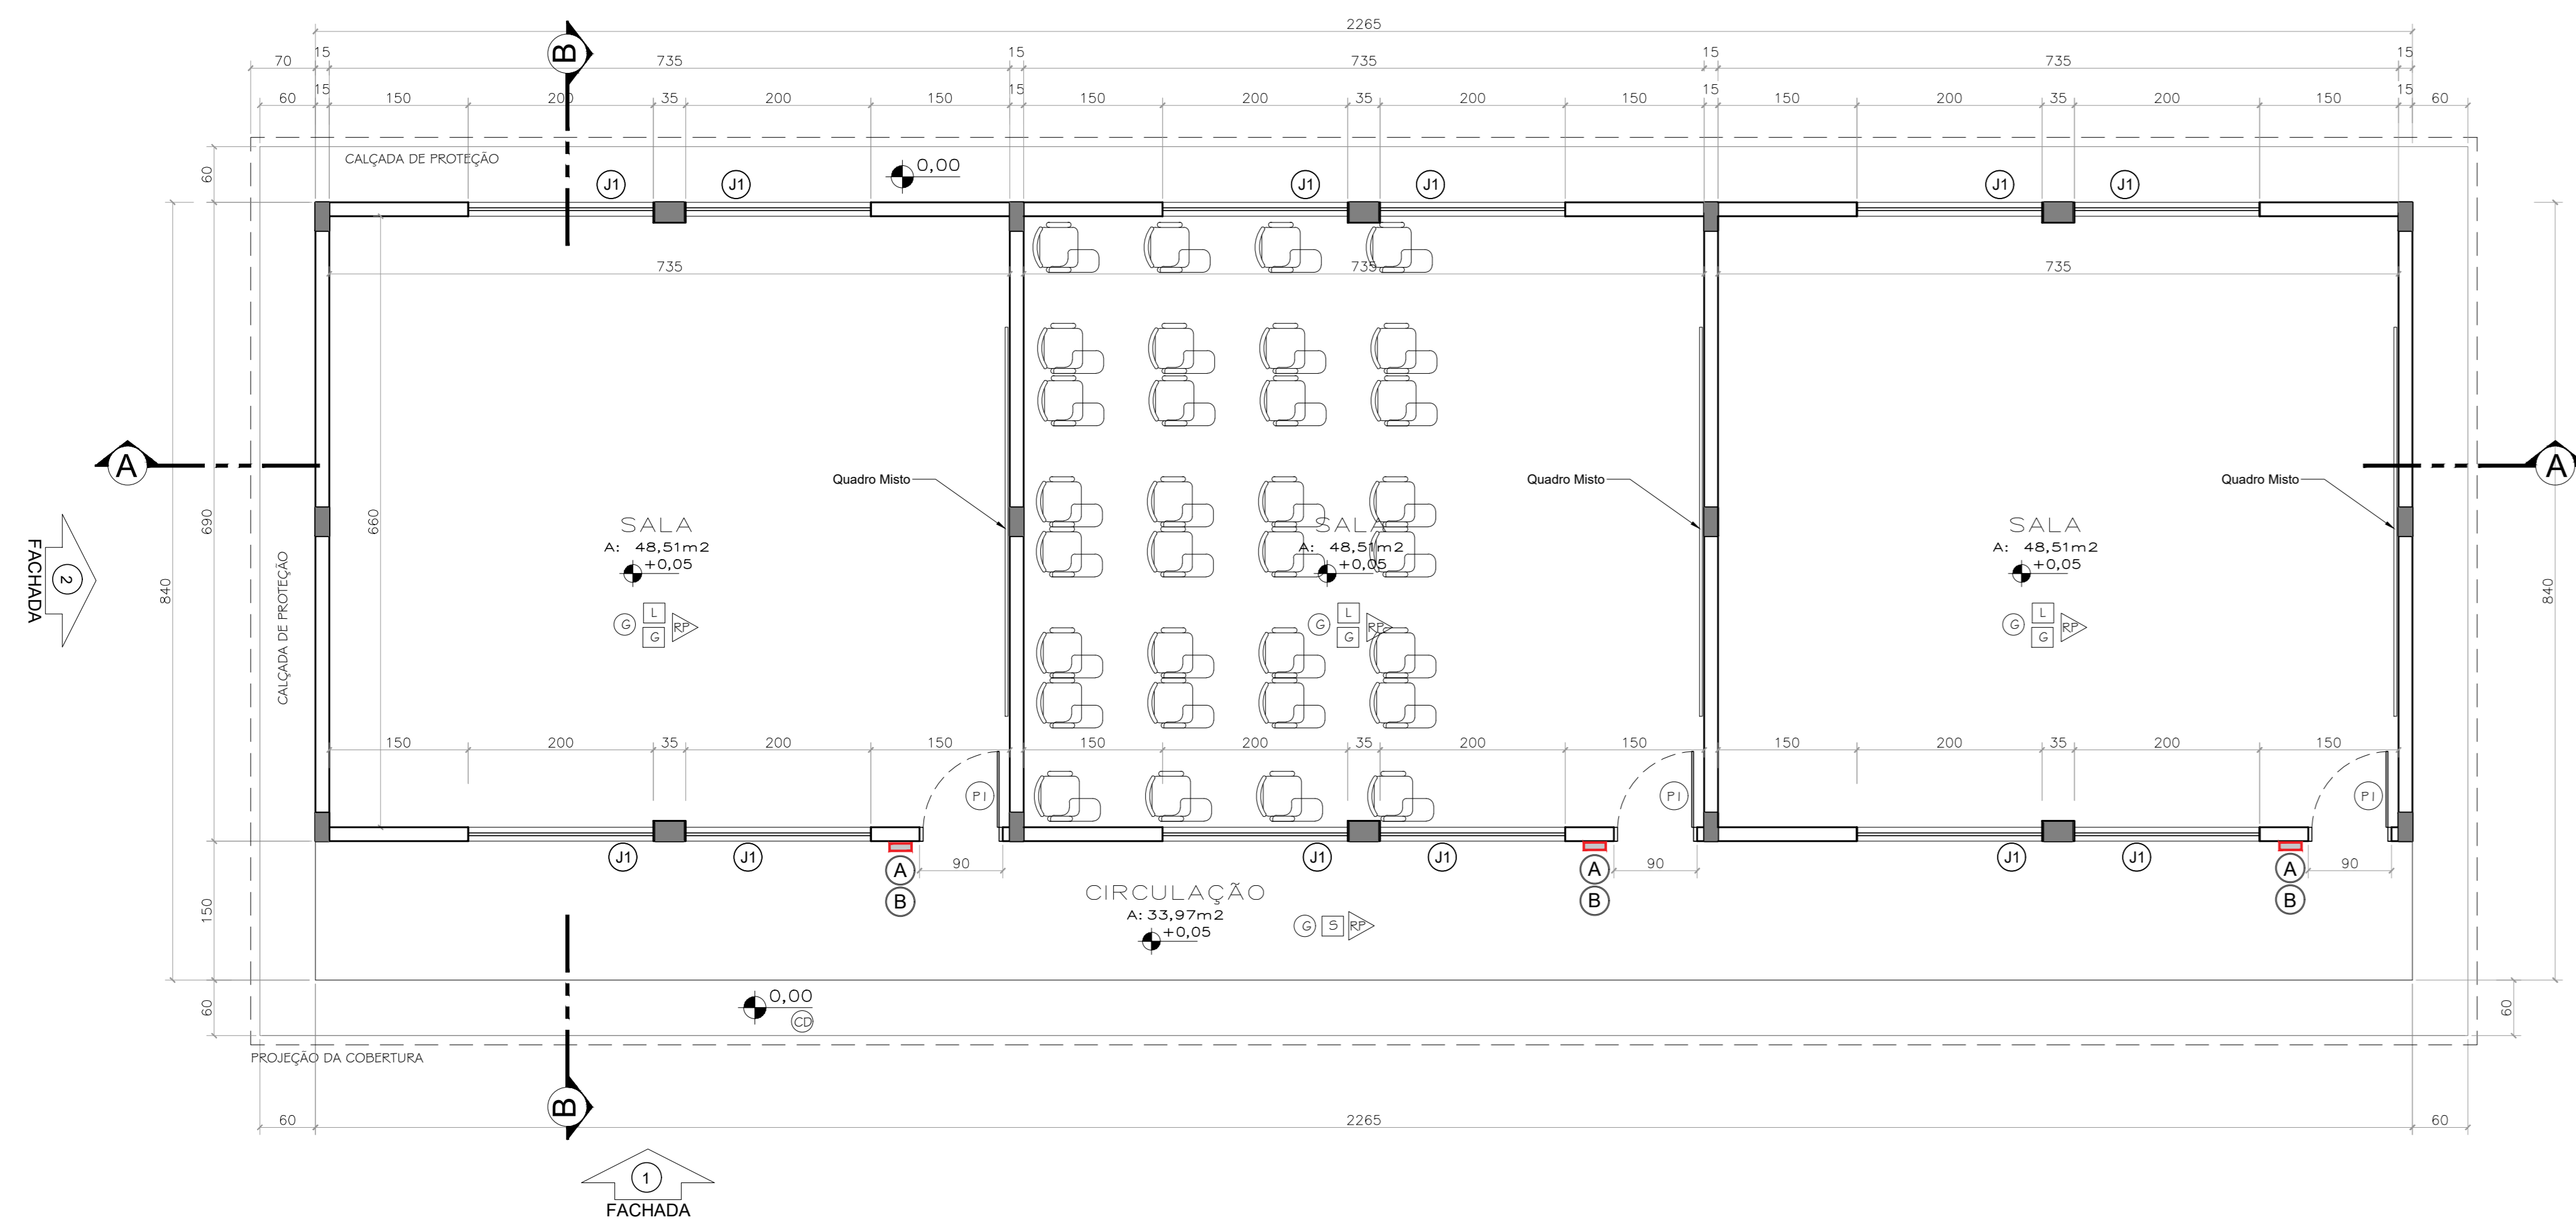 2265
B
70 15 735 15 735 15 735 15
60 15 150 200 35 200 150 15 150 200 35 200 150 15 150 200 35 200 150 15 60
CALÇADA DE PROTEÇÃO
0,00
60
J1 J1 J1 J1 J1 J1
735 735 735
A A
Quadro Misto Quadro Misto Quadro Misto
FACHADA
2
840
690
660
CALÇADA DE PROTEÇÃO
840
SALA SALA SALA
A: 48,51m2 A: 48,51m2 A: 48,51m2
+0,05 +0,05 +0,05
G L G RP G L G RP G L G RP
150 200 35 200 150 150 200 35 200 150 150 200 35 200 150
P1 P1 P1
J1 J1 J1 J1 J1 J1
A 90 A 90 A 90
B B B
150
CIRCULAÇÃO
A: 33,97m2
+0,05
G S RP
60
0,00
CD
60
PROJEÇÃO DA COBERTURA
B
60 2265 60
1
FACHADA